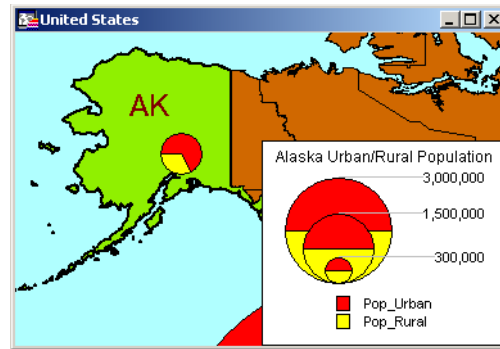 United States
AK
Alaska Urban/Rural Population
3,000,000
1,500,000
300,000
Pop_Urban
Pop_Rural